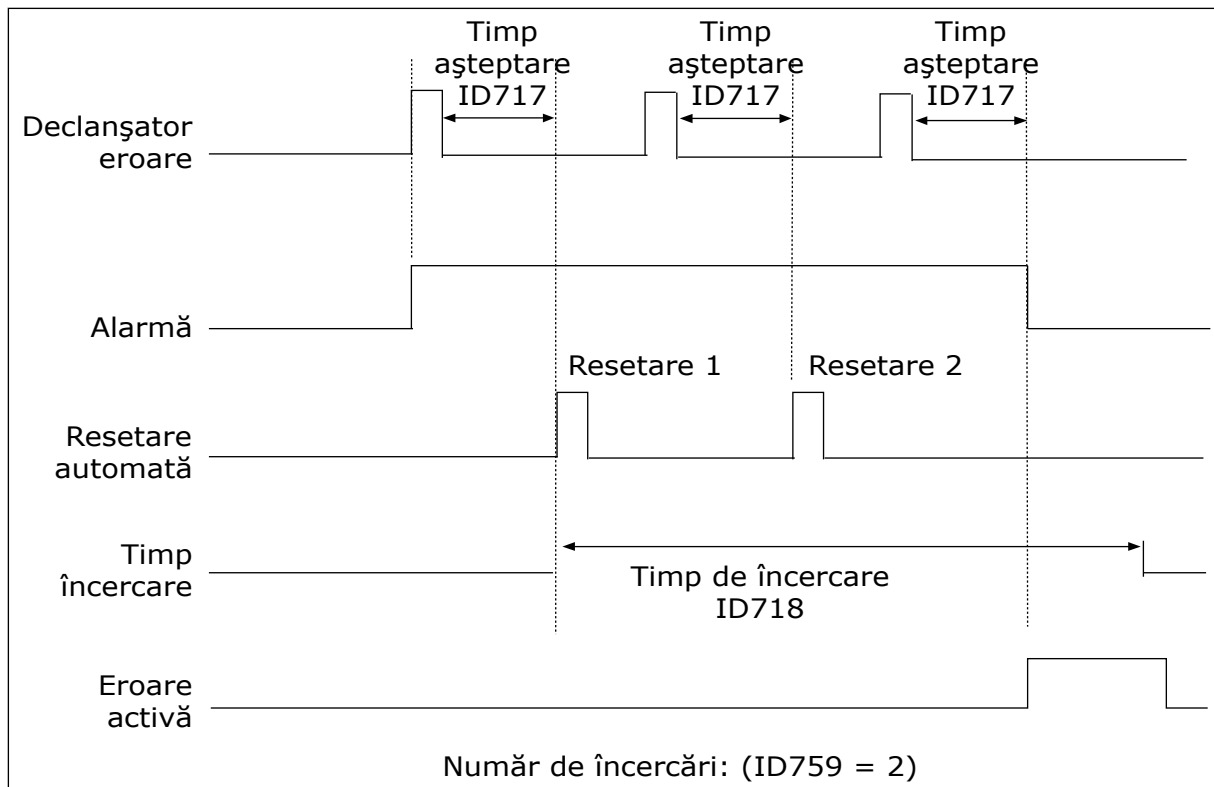 Timp
aşteptare
ID717
Timp
aşteptare
ID717
Timp
aşteptare
ID717
Declanşator
eroare
Alarmă
Resetare 1
Resetare 2
Resetare
automată
Timp
încercare
Timp de încercare
ID718
Eroare
activă
Număr de încercări: (ID759 = 2)